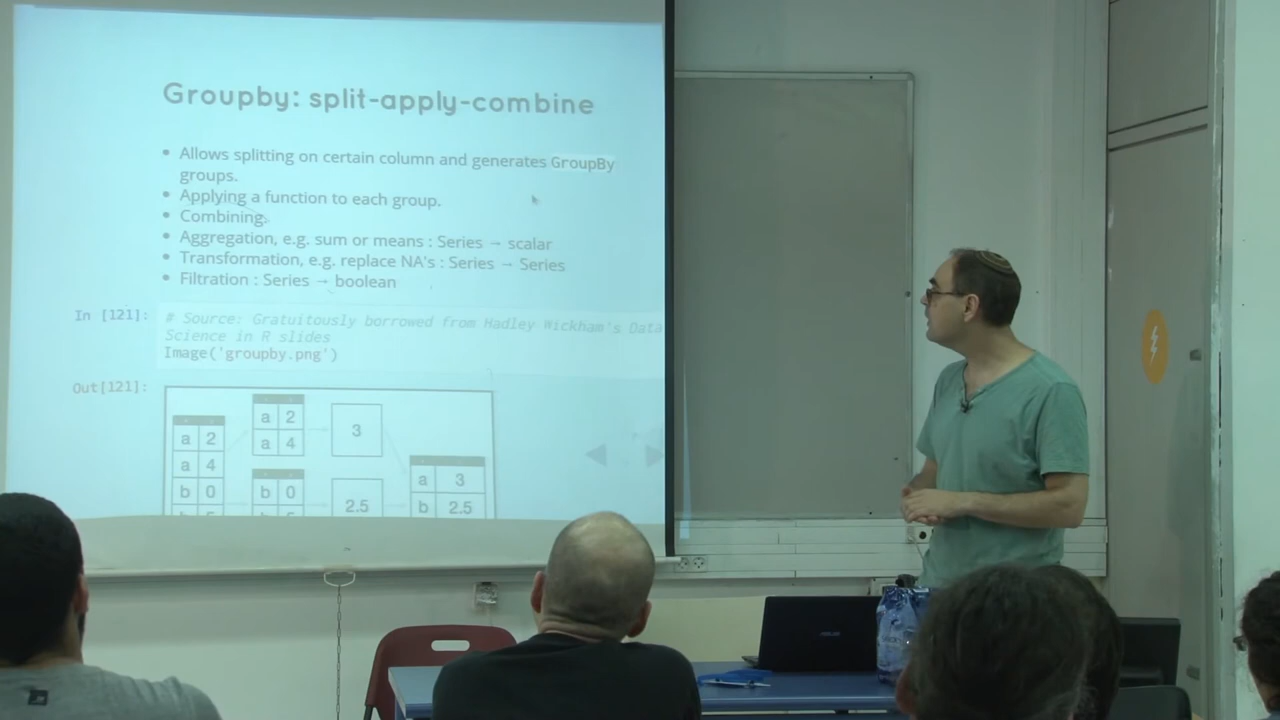 Groupby: split-apply-combine
• Allows splitting on certain column and generates GroupBy
groups.
• Applying a function to each group.
• Combining.
• Aggregation, e.g. sum or means : Series → scalar
• Transformation, e.g. replace NA's : Series → Series
• Filtration : Series → boolean
In [121]: # Source: Gratuitously borrowed from Hadley Wickham's Data
Science in R slides
Image('groupby.png')
Out[121]:
a 2
a 4
b 0
a 2
a 4
b 0
3
2.5
a 3
b 2.5
ASUS